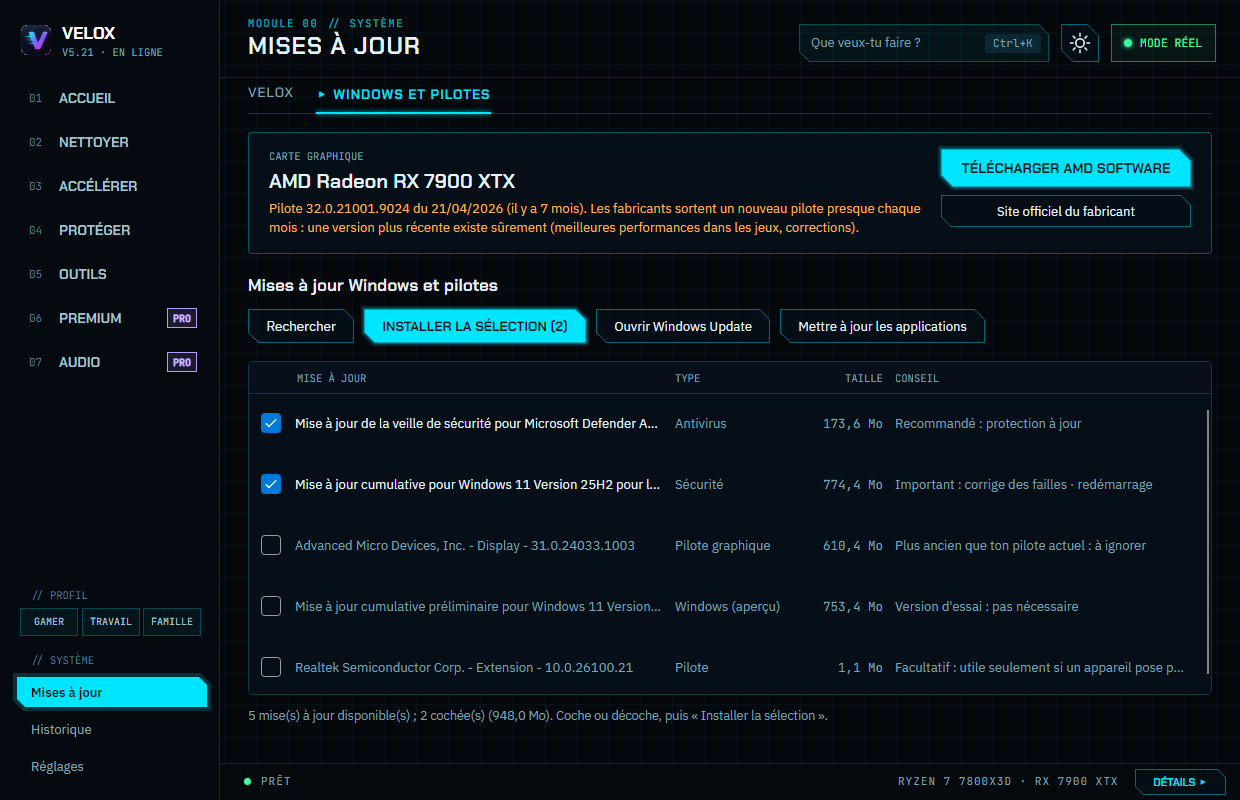 VELOX
V5.21 · EN LIGNE
01 ACCUEIL
02 NETTOYER
03 ACCÉLÉRER
04 PROTÉGER
05 OUTILS
06 PREMIUM PRO
07 AUDIO PRO
// PROFIL
GAMER TRAVAIL FAMILLE
// SYSTÈME
Mises à jour
Historique
Réglages
MODULE 00 // SYSTÈME
MISES À JOUR
Que veux-tu faire ? Ctrl+K
MODE RÉEL
VELOX ▸ WINDOWS ET PILOTES
CARTE GRAPHIQUE
AMD Radeon RX 7900 XTX
Pilote 32.0.21001.9024 du 21/04/2026 (il y a 7 mois). Les fabricants sortent un nouveau pilote presque chaque
mois : une version plus récente existe sûrement (meilleures performances dans les jeux, corrections).
TÉLÉCHARGER AMD SOFTWARE
Site officiel du fabricant
Mises à jour Windows et pilotes
Rechercher INSTALLER LA SÉLECTION (2) Ouvrir Windows Update Mettre à jour les applications
MISE À JOUR TYPE TAILLE CONSEIL
Mise à jour de la veille de sécurité pour Microsoft Defender A... Antivirus 173,6 Mo Recommandé : protection à jour
Mise à jour cumulative pour Windows 11 Version 25H2 pour l... Sécurité 774,4 Mo Important : corrige des failles · redémarrage
Advanced Micro Devices, Inc. - Display - 31.0.24033.1003 Pilote graphique 610,4 Mo Plus ancien que ton pilote actuel : à ignorer
Mise à jour cumulative préliminaire pour Windows 11 Version... Windows (aperçu) 753,4 Mo Version d'essai : pas nécessaire
Realtek Semiconductor Corp. - Extension - 10.0.26100.21 Pilote 1,1 Mo Facultatif : utile seulement si un appareil pose p...
5 mise(s) à jour disponible(s) ; 2 cochée(s) (948,0 Mo). Coche ou décoche, puis « Installer la sélection ».
PRÊT
RYZEN 7 7800X3D · RX 7900 XTX
DÉTAILS ▸